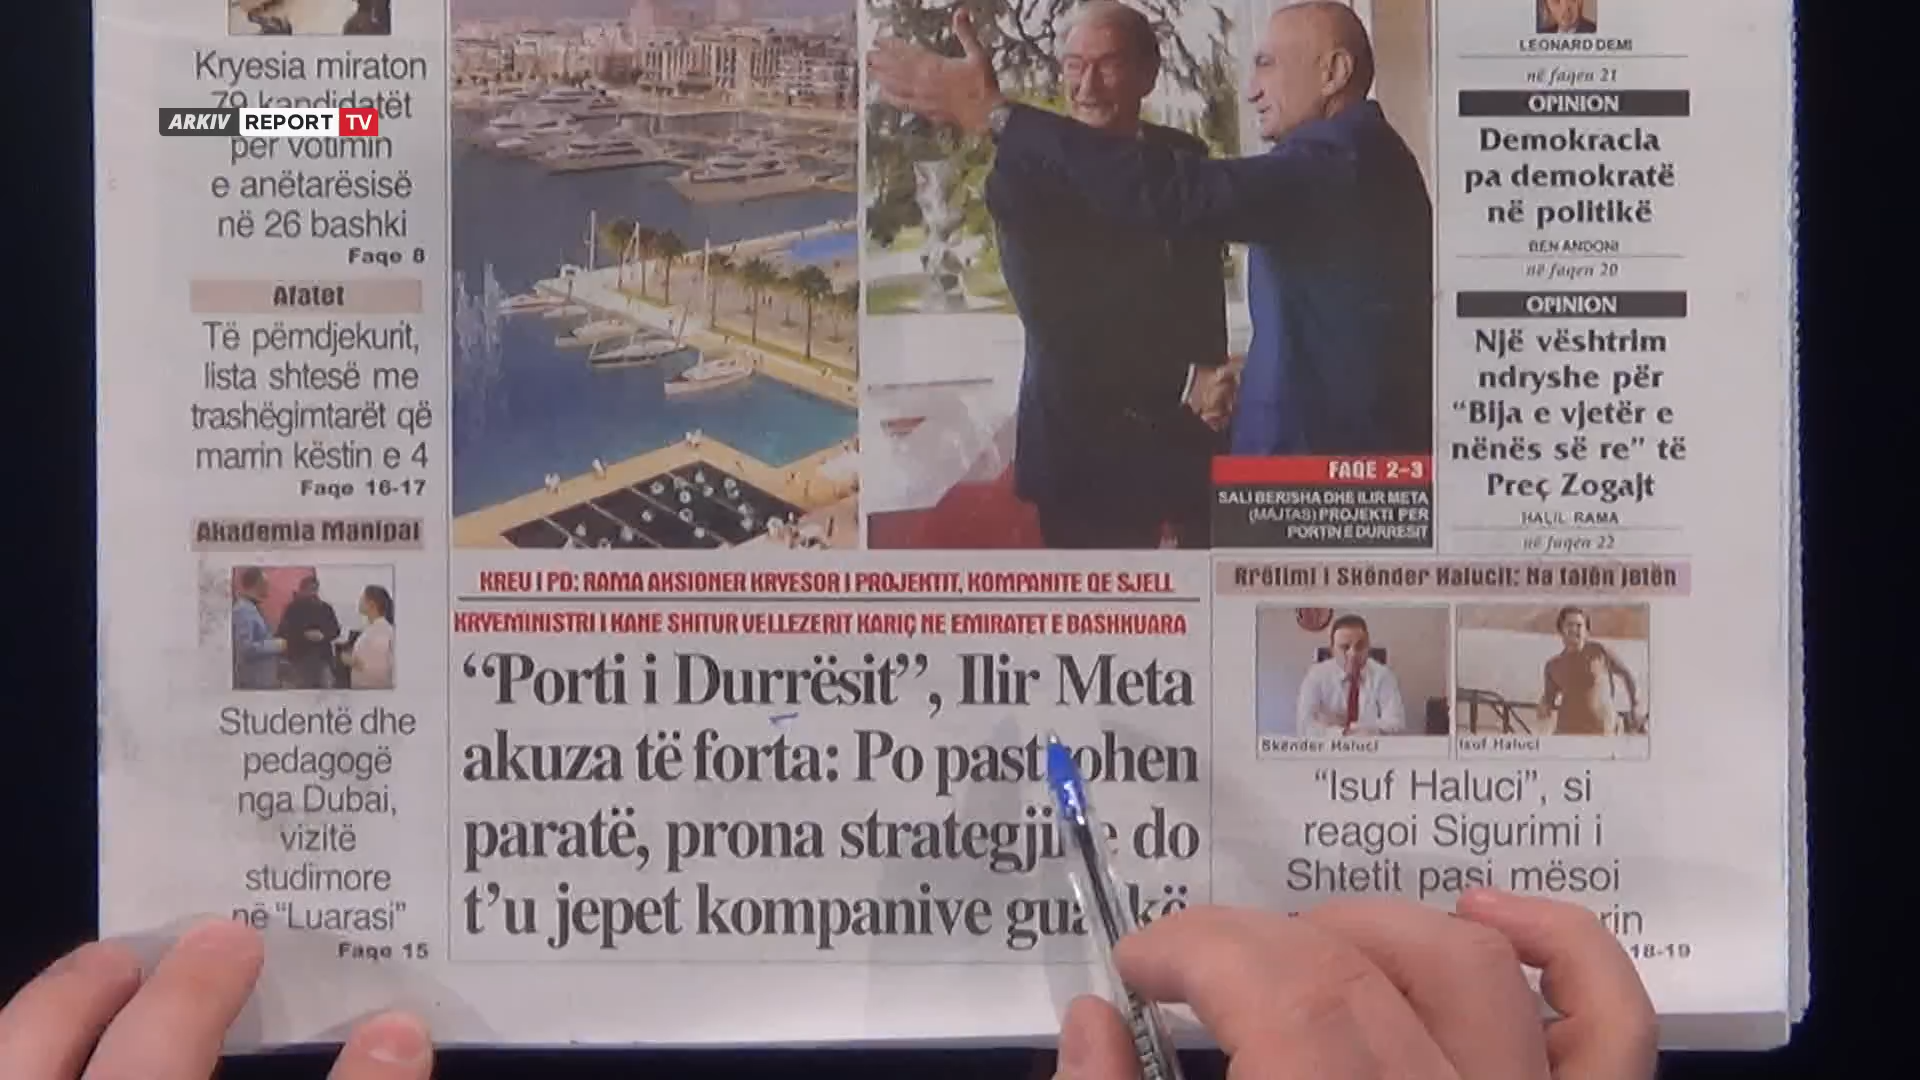 Kryesia miraton
79 kandidatët
për votimin
e anëtarësisë
në 26 bashki
Faqe 8
ARKIV REPORT TV
Afatet
Të përndjekurit,
lista shtesë me
trashëgimtarët që
marrin këstin e 4
Faqe 16-17
Akademia Manipal
Studentë dhe
pedagogë
nga Dubai,
vizitë
studimore
në "Luarasi"
Faqe 15
FAQE 2-3
SALI BERISHA DHE ILIR META
(MAJTAS) PROJEKTI PER
PORTIN E DURRESIT
KREU I PD: RAMA AKSIONER KRYESOR I PROJEKTIT, KOMPANITE QE SJELL
KRYEMINISTRI I KANE SHITUR VELLEZERIT KARIÇ NE EMIRATET E BASHKUARA
"Porti i Durrësit", Ilir Meta
akuza të forta: Po pastrohen
paratë, prona strategjike do
t'u jepet kompanive
LEONARD DEMI
në faqen 21
OPINION
Demokracia
pa demokratë
në politikë
BEN ANDONI
në faqen 20
OPINION
Një vështrim
ndryshe për
"Bija e vjetër e
nënës së re" të
Preç Zogajt
HALIL RAMA
në faqen 22
Rrëfimi i Skënder Halucit: Na falën jetën
Skënder Haluci
Isuf Haluci
"Isuf Haluci", si
reagoi Sigurimi i
Shtetit pasi mësoi
18-19